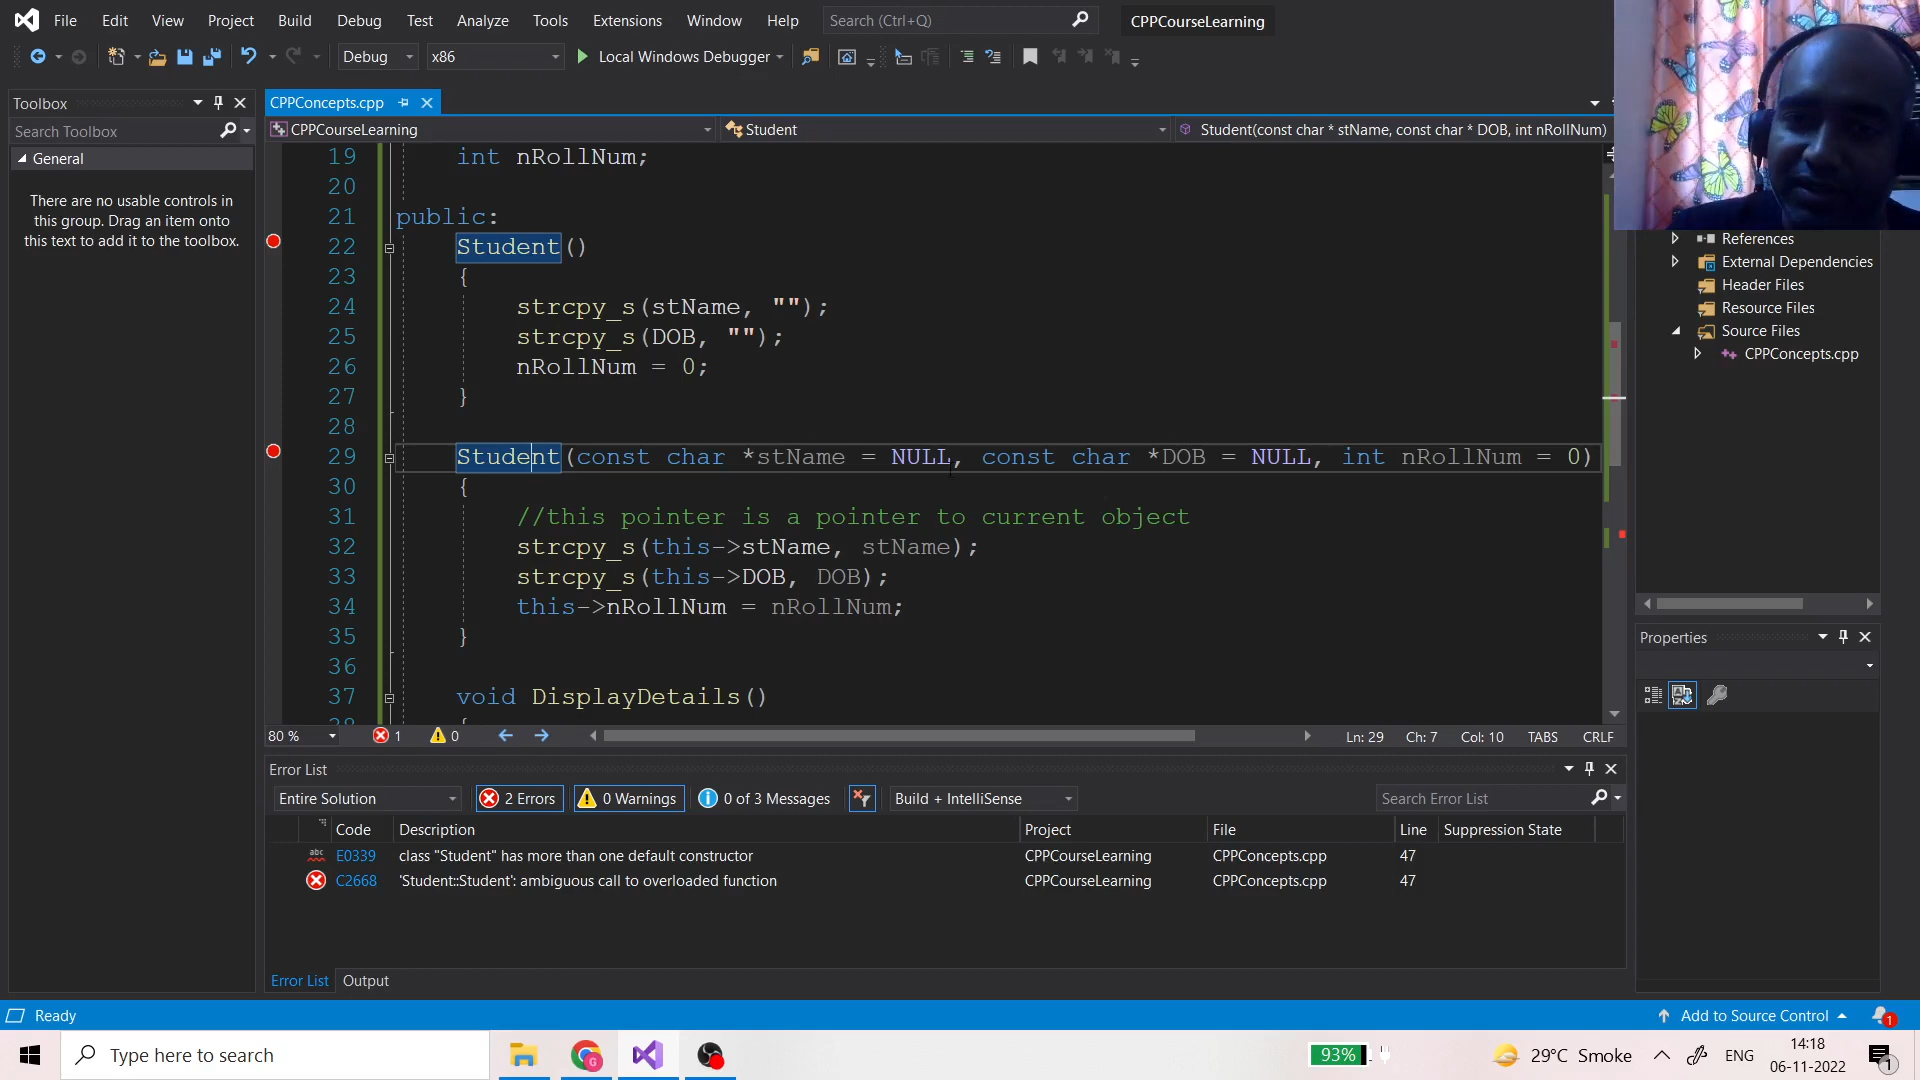 File Edit View Project Build Debug Test Analyze Tools Extensions Window Help Search (Ctrl+Q) CPPCourseLearning
Debug x86 Local Windows Debugger
Toolbox
Search Toolbox
General
There are no usable controls in
this group. Drag an item onto
this text to add it to the toolbox.
CPPConcepts.cpp
CPPCourseLearning Student Student(const char * stName, const char * DOB, int nRollNum)
19 int nRollNum;
20
21 public:
22 Student()
23 {
24 strcpy_s(stName, "");
25 strcpy_s(DOB, "");
26 nRollNum = 0;
27 }
28
29 Student(const char *stName = NULL, const char *DOB = NULL, int nRollNum = 0)
30 {
31 //this pointer is a pointer to current object
32 strcpy_s(this->stName, stName);
33 strcpy_s(this->DOB, DOB);
34 this->nRollNum = nRollNum;
35 }
36
37 void DisplayDetails()
38 {
80 % 1 0 Ln: 29 Ch: 7 Col: 10 TABS CRLF
References
External Dependencies
Header Files
Resource Files
Source Files
CPPConcepts.cpp
Properties
Error List
Entire Solution 2 Errors 0 Warnings 0 of 3 Messages Build + IntelliSense Search Error List
Code Description Project File Line Suppression State
abc E0339 class "Student" has more than one default constructor CPPCourseLearning CPPConcepts.cpp 47
C2668 'Student::Student': ambiguous call to overloaded function CPPCourseLearning CPPConcepts.cpp 47
Error List Output
Ready Add to Source Control 1
Type here to search 93% 29°C Smoke ENG 14:18
06-11-2022 1